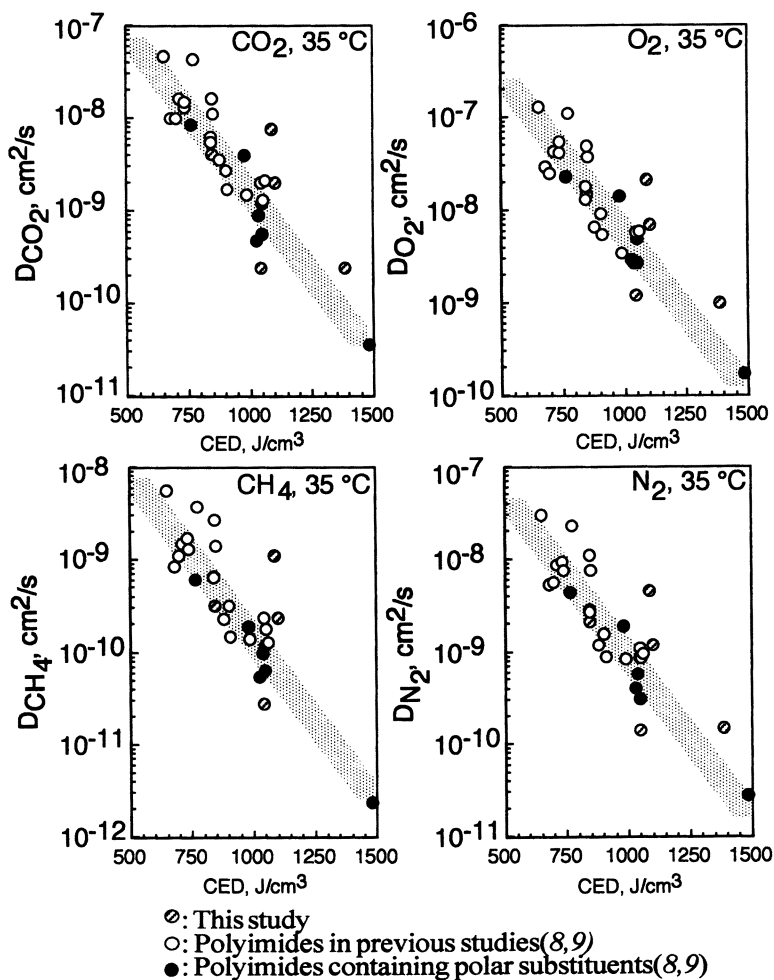 CO2, 35 °C
10-7
10-8
10-9
10-10
10-11
DCO2, cm2/s
500 750 1000 1250 1500
CED, J/cm3
O2, 35 °C
10-6
10-7
10-8
10-9
10-10
DO2, cm2/s
500 750 1000 1250 1500
CED, J/cm3
CH4, 35 °C
10-8
10-9
10-10
10-11
10-12
DCH4, cm2/s
500 750 1000 1250 1500
CED, J/cm3
N2, 35 °C
10-7
10-8
10-9
10-10
10-11
DN2, cm2/s
500 750 1000 1250 1500
CED, J/cm3
: This study
: Polyimides in previous studies(8,9)
: Polyimides containing polar substituents(8,9)